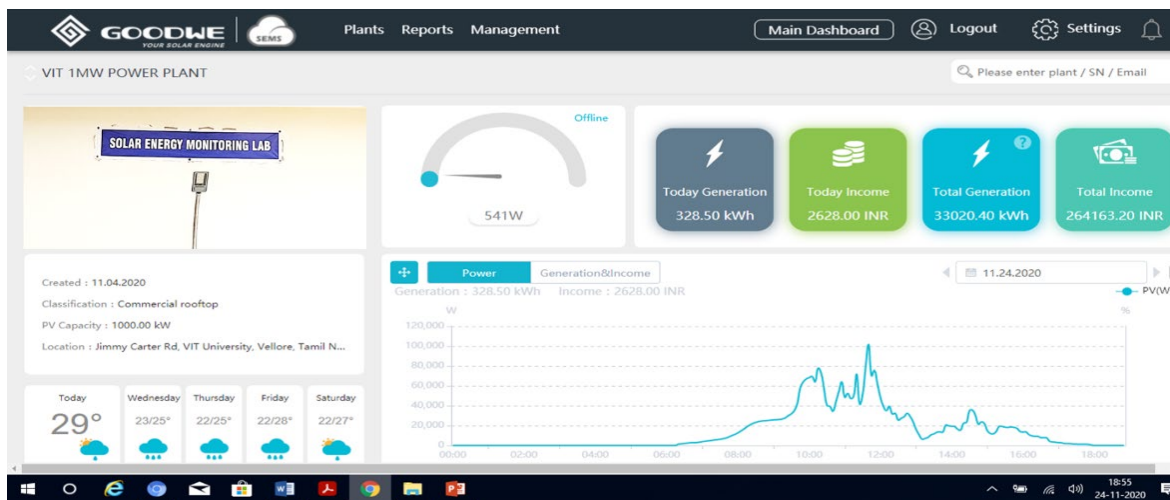 GOODWE
YOUR SOLAR ENGINE
SEMS
Plants Reports Management
Main Dashboard
Logout
Settings
VIT 1MW POWER PLANT
Please enter plant / SN / Email
SOLAR ENERGY MONITORING LAB
Offline
541W
Today Generation
328.50 kWh
Today Income
2628.00 INR
?
Total Generation
33020.40 kWh
Total Income
264163.20 INR
Created : 11.04.2020
Classification : Commercial rooftop
PV Capacity : 1000.00 kW
Location : Jimmy Carter Rd, VIT University, Vellore, Tamil N...
Power
Generation&Income
11.24.2020
Generation : 328.50 kWh Income : 2628.00 INR
PV(W
W
%
120,000
100,000
80,000
60,000
40,000
20,000
0
00:00 02:00 04:00 06:00 08:00 10:00 12:00 14:00 16:00 18:00
Today
29°
Wednesday
23/25°
Thursday
22/25°
Friday
22/28°
Saturday
22/27°
18:55
24-11-2020